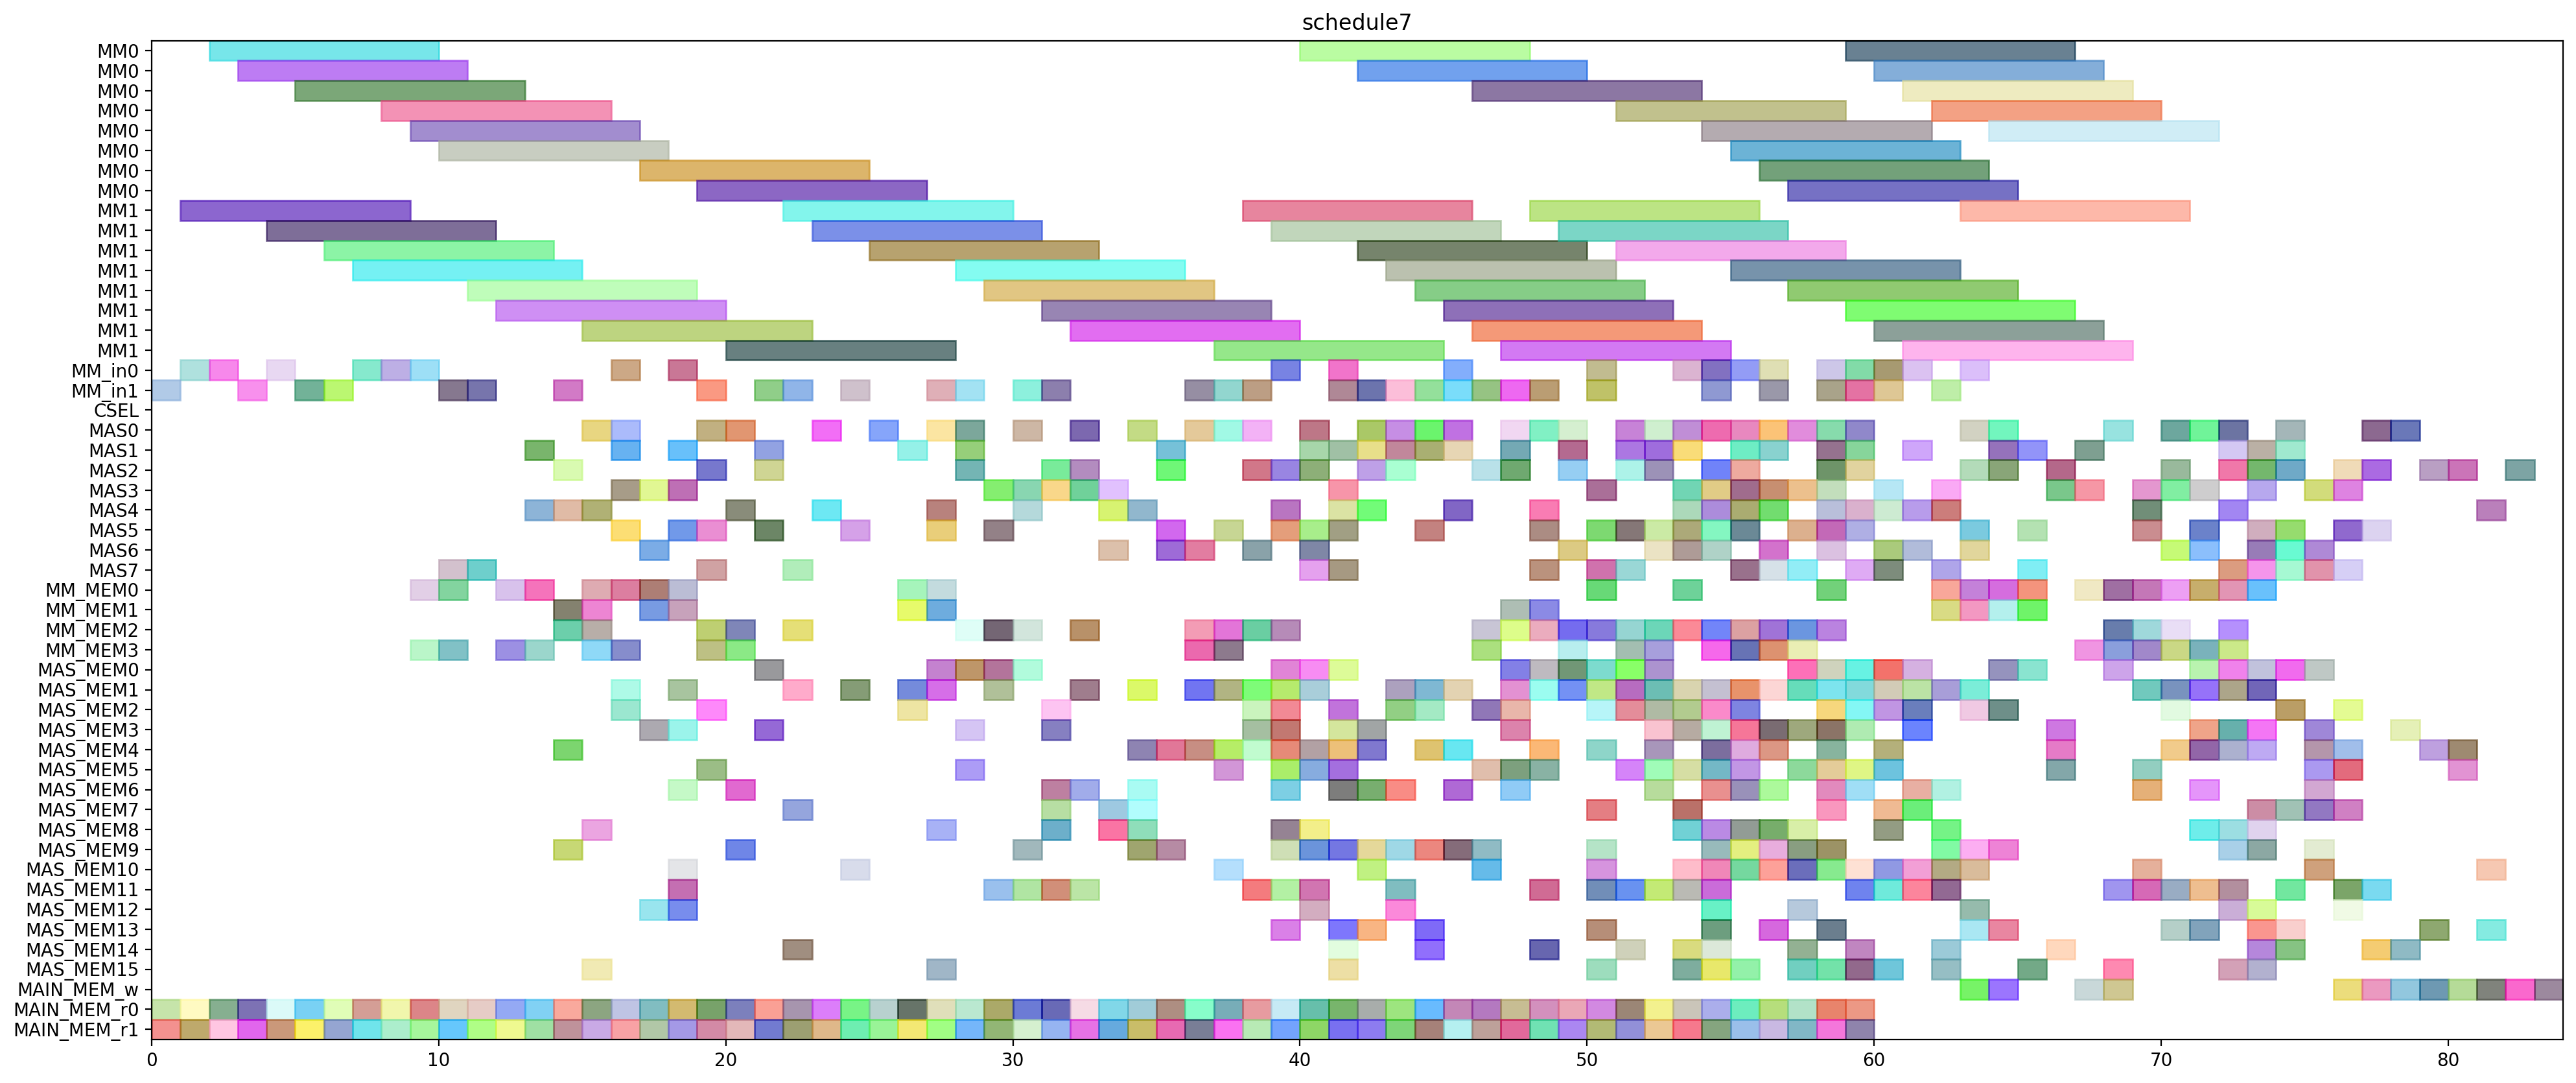 schedule7
MM0
MM0
MM0
MM0
MM0
MM0
MM0
MM0
MM1
MM1
MM1
MM1
MM1
MM1
MM1
MM1
MM_in0
MM_in1
CSEL
MAS0
MAS1
MAS2
MAS3
MAS4
MAS5
MAS6
MAS7
MM_MEM0
MM_MEM1
MM_MEM2
MM_MEM3
MAS_MEM0
MAS_MEM1
MAS_MEM2
MAS_MEM3
MAS_MEM4
MAS_MEM5
MAS_MEM6
MAS_MEM7
MAS_MEM8
MAS_MEM9
MAS_MEM10
MAS_MEM11
MAS_MEM12
MAS_MEM13
MAS_MEM14
MAS_MEM15
MAIN_MEM_w
MAIN_MEM_r0
MAIN_MEM_r1
0 10 20 30 40 50 60 70 80